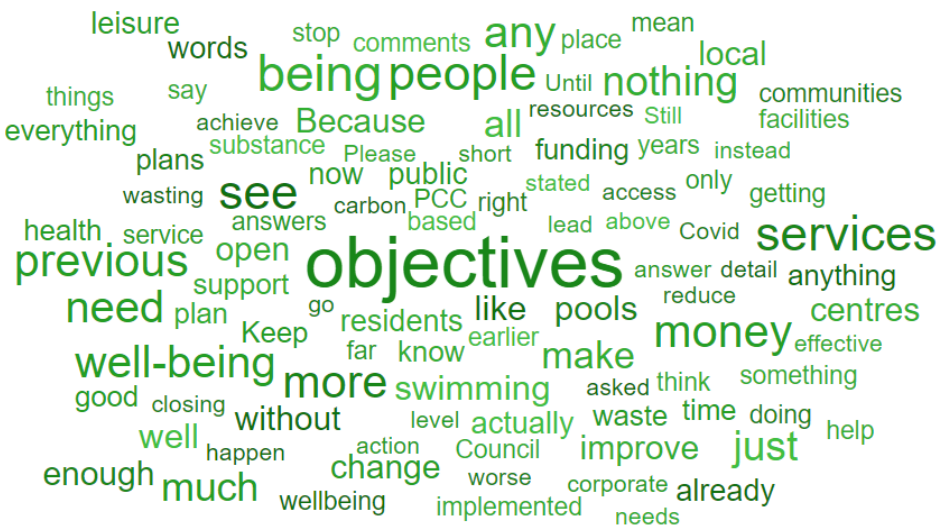 leisure stop comments any place mean
words being people Until nothing local
things say resources Still communities
everything achieve Because all facilities
plans substance Please short funding years instead
wasting see now public stated access only getting
health service answers carbon PCC based right lead above Covid services
previous open objectives answer detail anything
need plan support go like pools reduce centres
Keep residents earlier money effective
well-being far know make something
good closing more swimming asked think
well without level actually waste time doing help
happen action Council improve just
enough much change worse corporate already
wellbeing implemented needs